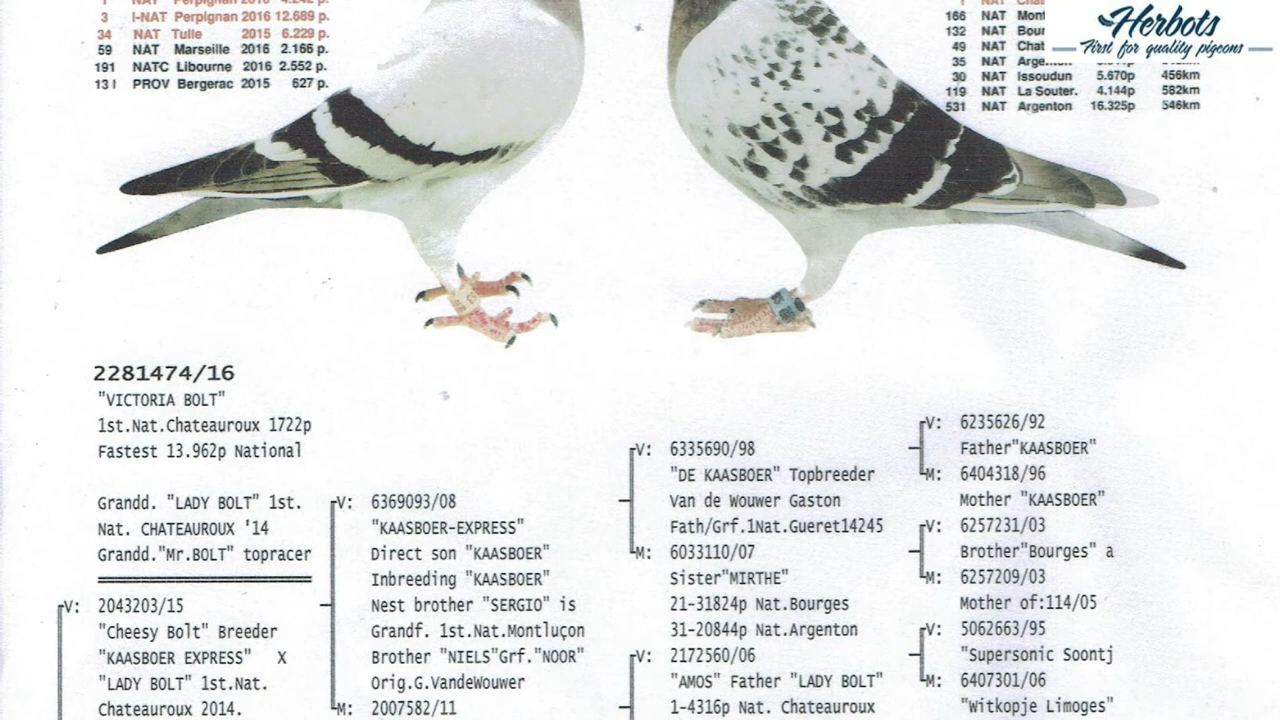 3 I-NAT Perpignan 2016 12.689 p.
34 NAT Tulle 2015 6.229 p.
59 NAT Marseille 2016 2.166 p.
191 NATC Libourne 2016 2.552 p.
13 I PROV Bergerac 2015 627 p.
Herbots
First for quality pigeons
166 NAT Mont
132 NAT Bour
49 NAT Chat
35 NAT Arge
30 NAT Issoudun 5.670p 456km
119 NAT La Souter. 4.144p 582km
531 NAT Argenton 16.325p 546km
2281474/16
"VICTORIA BOLT"
1st.Nat.Chateauroux 1722p
Fastest 13.962p National
Grandd. "LADY BOLT" 1st.
Nat. CHATEAUROUX '14
Grandd."Mr.BOLT" topracer
V: 2043203/15
"Cheesy Bolt" Breeder
"KAASBOER EXPRESS" X
"LADY BOLT" 1st.Nat.
Chateauroux 2014.
V: 6369093/08
"KAASBOER-EXPRESS"
Direct son "KAASBOER"
Inbreeding "KAASBOER"
Nest brother "SERGIO" is
Grandf. 1st.Nat.Montluçon
Brother "NIELS"Grf."NOOR"
Orig.G.VandeWouwer
M: 2007582/11
V: 6335690/98
"DE KAASBOER" Topbreeder
Van de Wouwer Gaston
Fath/Grf.1Nat.Gueret14245
M: 6033110/07
Sister"MIRTHE"
21-31824p Nat.Bourges
31-20844p Nat.Argenton
V: 2172560/06
"AMOS" Father "LADY BOLT"
1-4316p Nat. Chateauroux
V: 6235626/92
Father"KAASBOER"
M: 6404318/96
Mother "KAASBOER"
V: 6257231/03
Brother"Bourges" a
M: 6257209/03
Mother of:114/05
V: 5062663/95
"Supersonic Soontj
M: 6407301/06
"Witkopje Limoges"